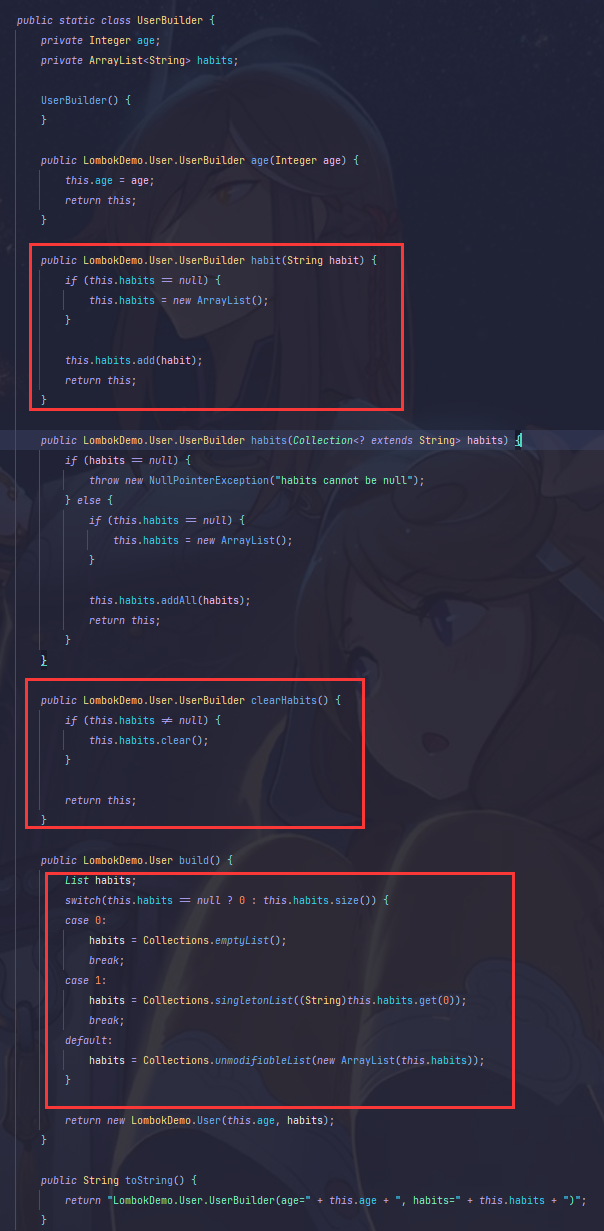 public static class UserBuilder {
private Integer age;
private ArrayList<String> habits;
UserBuilder() {
}
public LombokDemo.User.UserBuilder age(Integer age) {
this.age = age;
return this;
}
public LombokDemo.User.UserBuilder habit(String habit) {
if (this.habits == null) {
this.habits = new ArrayList();
}
this.habits.add(habit);
return this;
}
public LombokDemo.User.UserBuilder habits(Collection<? extends String> habits) {
if (habits == null) {
throw new NullPointerException("habits cannot be null");
} else {
if (this.habits == null) {
this.habits = new ArrayList();
}
this.habits.addAll(habits);
return this;
}
}
public LombokDemo.User.UserBuilder clearHabits() {
if (this.habits != null) {
this.habits.clear();
}
return this;
}
public LombokDemo.User build() {
List habits;
switch(this.habits == null ? 0 : this.habits.size()) {
case 0:
habits = Collections.emptyList();
break;
case 1:
habits = Collections.singletonList((String)this.habits.get(0));
break;
default:
habits = Collections.unmodifiableList(new ArrayList(this.habits));
}
return new LombokDemo.User(this.age, habits);
}
public String toString() {
return "LombokDemo.User.UserBuilder(age=" + this.age + ", habits=" + this.habits + ")";
}